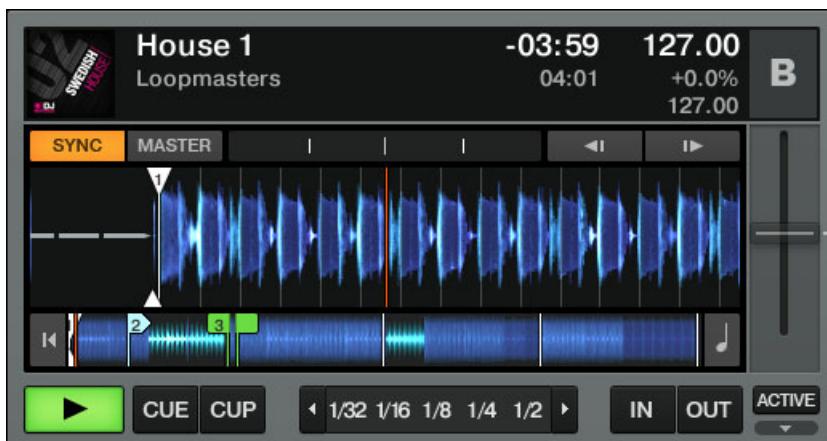 House 1 -03:59 127.00
Loopmasters 04:01 +0.0%
127.00
B
SWEDISH
HOUSE
DJ
SYNC MASTER
1
2 3
CUE CUP 1/32 1/16 1/8 1/4 1/2 IN OUT ACTIVE